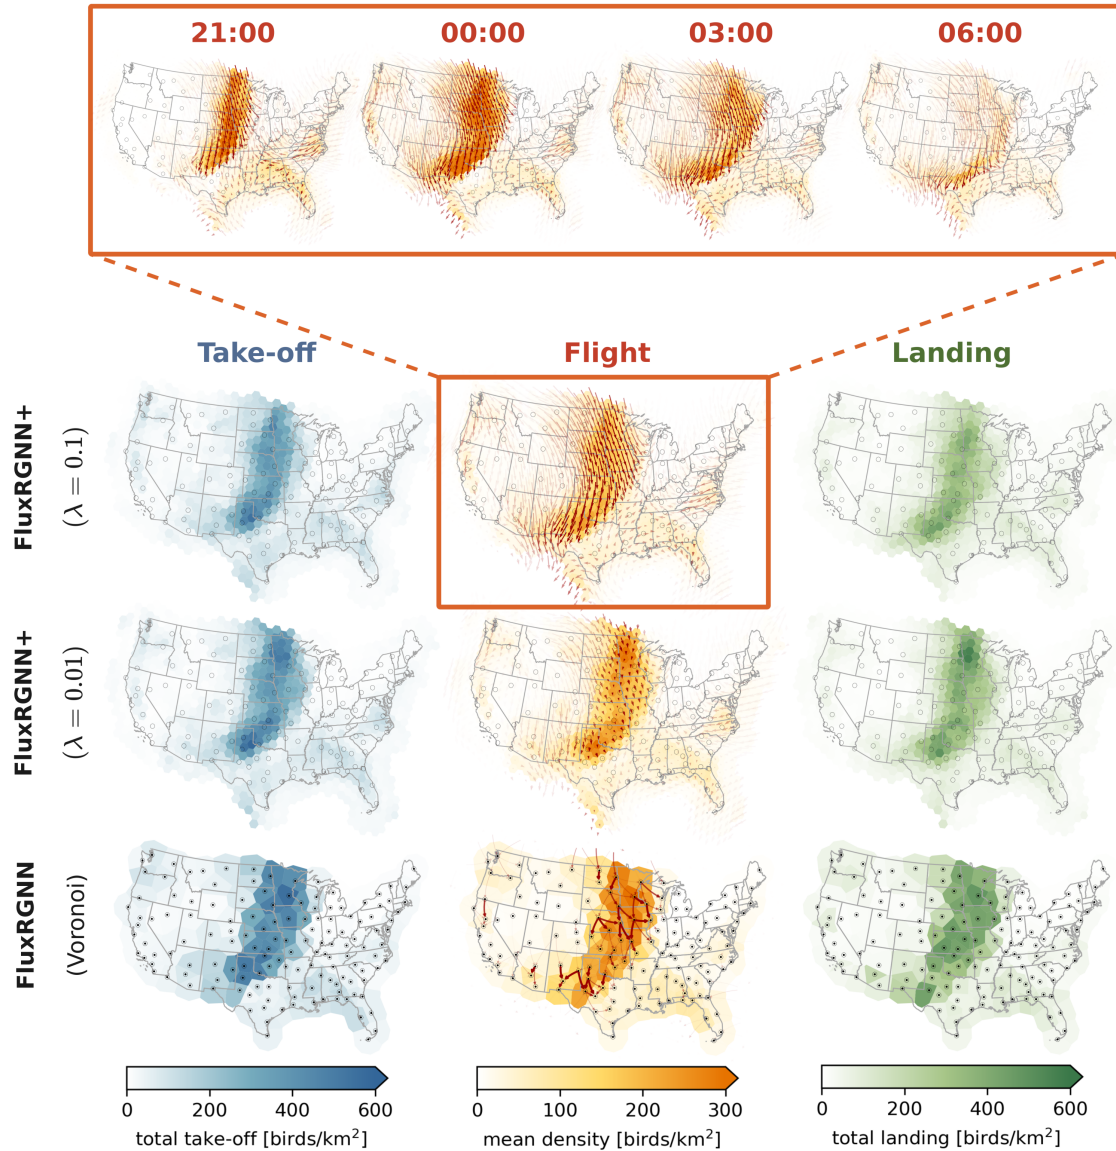 21:00 00:00 03:00 06:00
Take-off Flight Landing
FluxRGNN+
(λ = 0.1)
FluxRGNN+
(λ = 0.01)
FluxRGNN
(Voronoi)
0 200 400 600
total take-off [birds/km²]
0 100 200 300
mean density [birds/km²]
0 200 400 600
total landing [birds/km²]